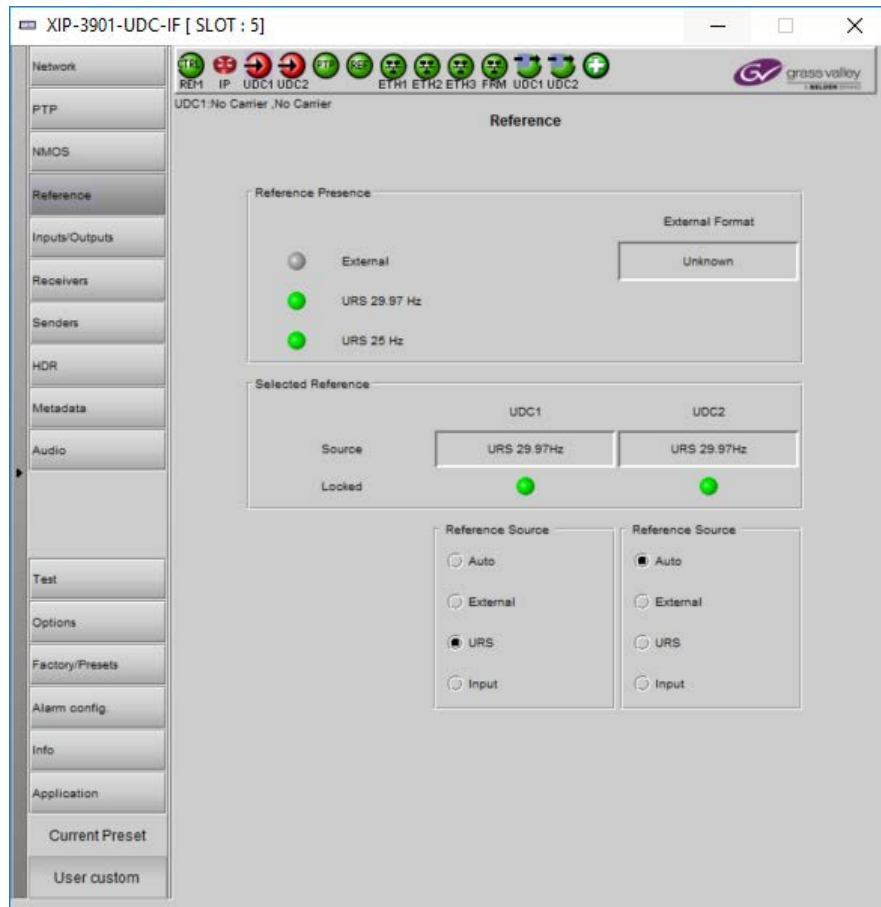 XIP-3901-UDC-IF [ SLOT : 5]
Network
PTP
NMOS
Reference
Inputs/Outputs
Receivers
Senders
HDR
Metadata
Audio
Test
Options
Factory/Presets
Alarm config.
Info
Application
Current Preset
User custom
CTRL PTP REF
REM IP UDC1 UDC2 ETH1 ETH2 ETH3 FRM UDC1 UDC2
GV grass valley
A BELDEN BRAND
UDC1:No Carrier ,No Carrier
Reference
Reference Presence
External Format
External Unknown
URS 29.97 Hz
URS 25 Hz
Selected Reference
UDC1 UDC2
Source URS 29.97Hz URS 29.97Hz
Locked
Reference Source Reference Source
Auto Auto
External External
URS URS
Input Input